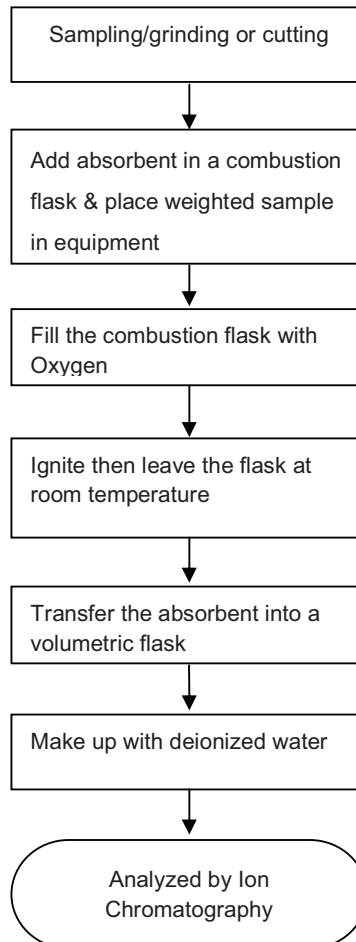 Sampling/grinding or cutting
Add absorbent in a combustion
flask & place weighted sample
in equipment
Fill the combustion flask with
Oxygen
Ignite then leave the flask at
room temperature
Transfer the absorbent into a
volumetric flask
Make up with deionized water
Analyzed by Ion
Chromatography